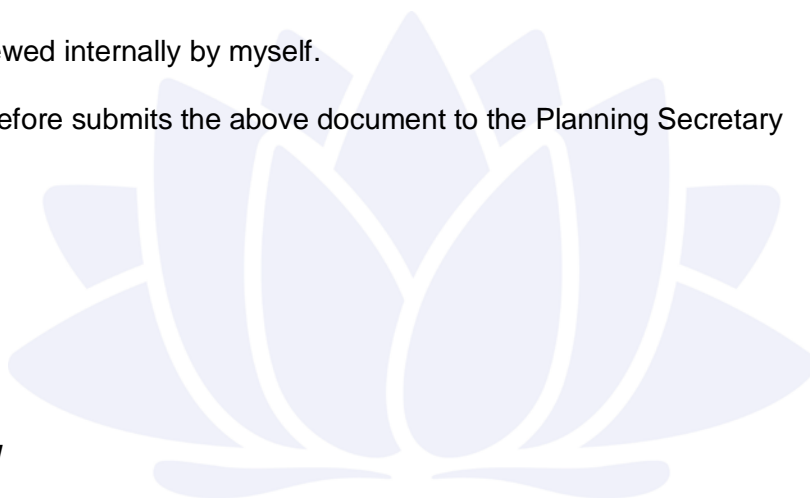 ewed internally by myself.
efore submits the above document to the Planning Secretary